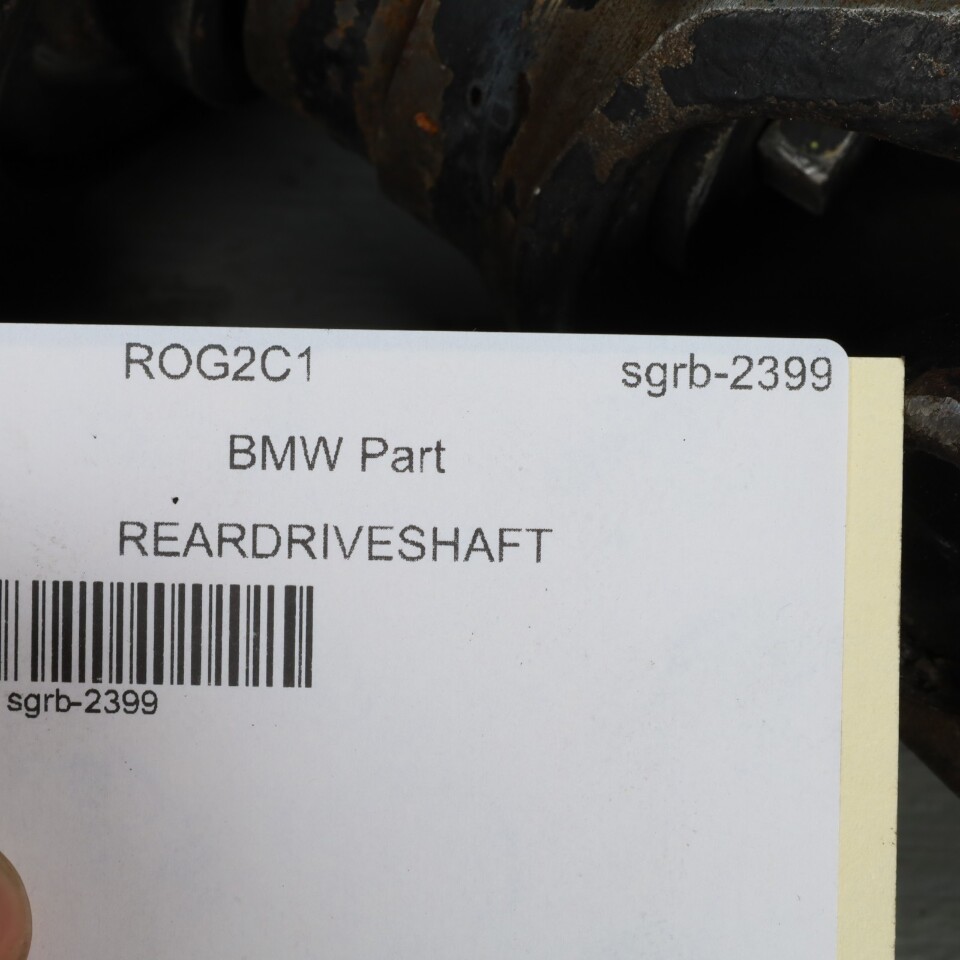 ROG2C1 sgrb-2399
BMW Part
REARDRIVESHAFT
sgrb-2399